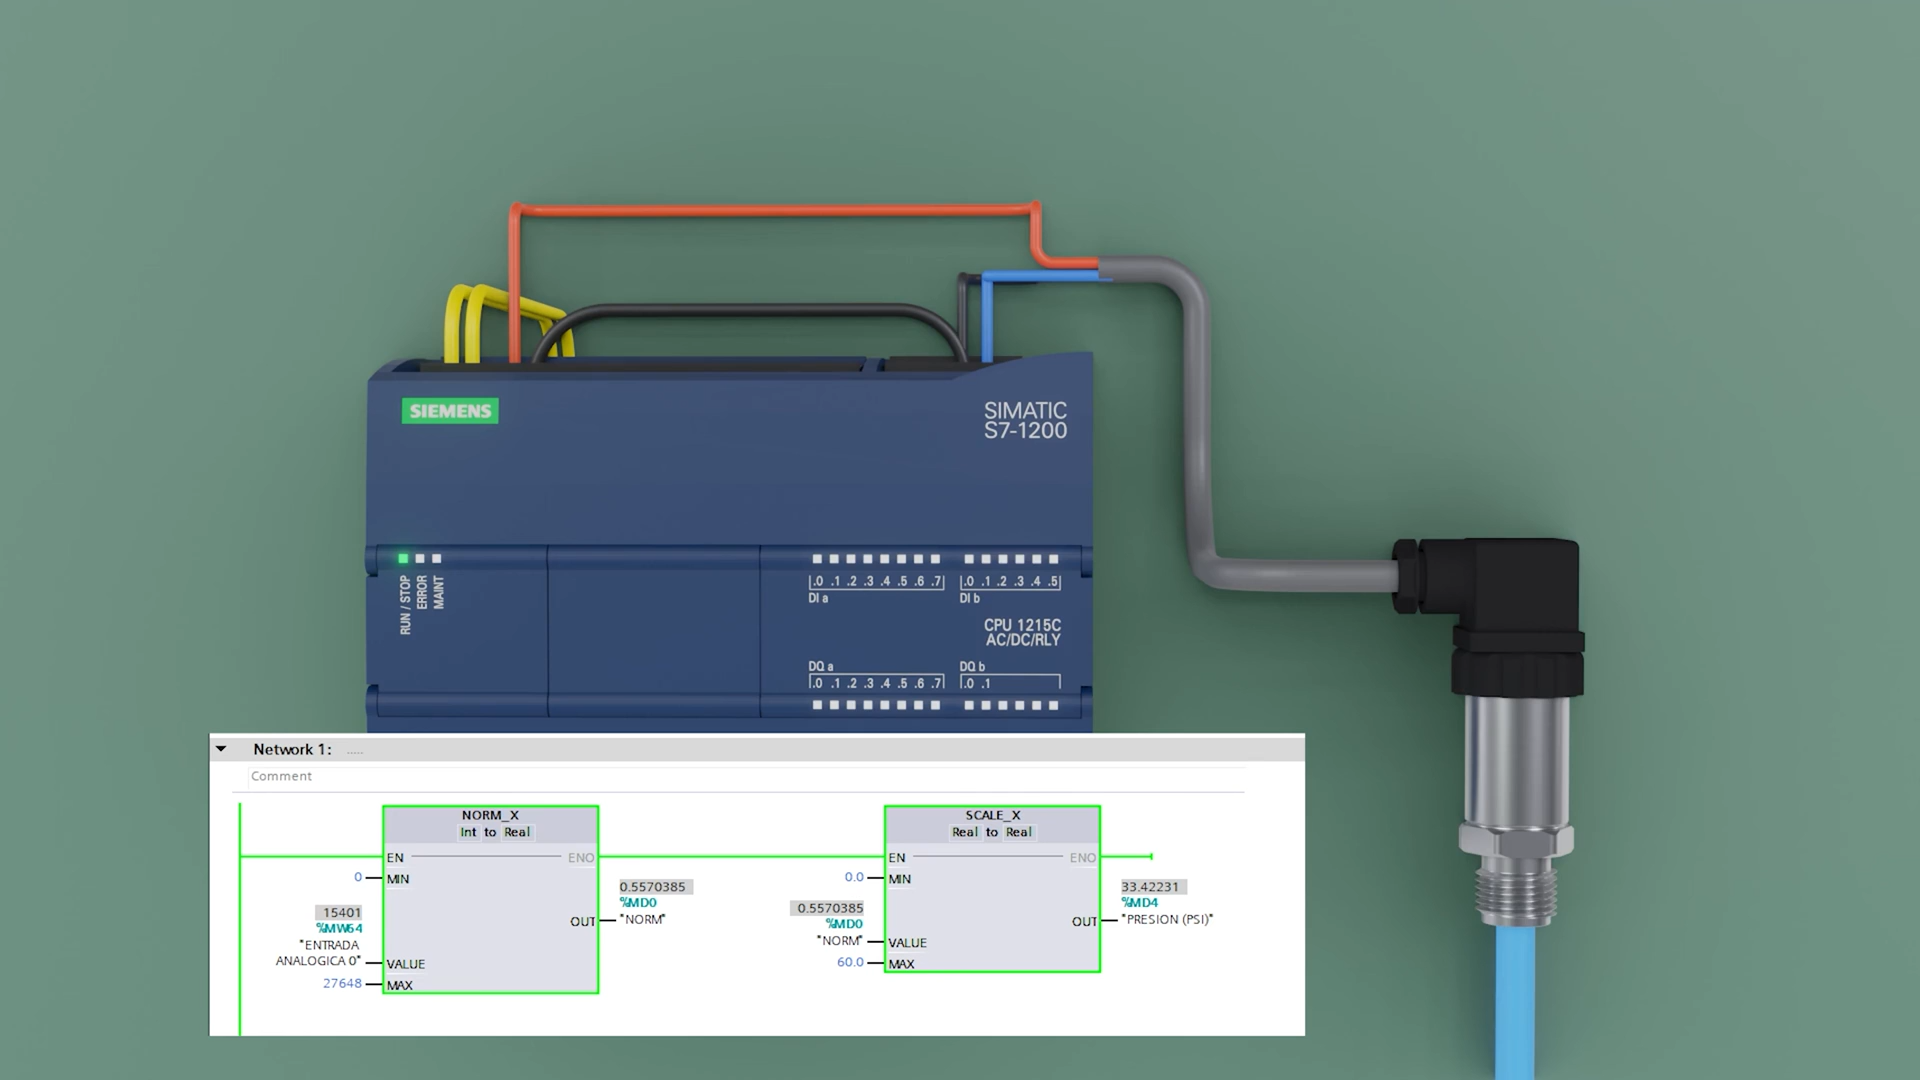 SIEMENS
SIMATIC
S7-1200
RUN / STOP
ERROR
MAINT
.0 .1 .2 .3 .4 .5 .6 .7
DI a
.0 .1 .2 .3 .4 .5
DI b
CPU 1215C
AC/DC/RLY
DQ a
.0 .1 .2 .3 .4 .5 .6 .7
DQ b
.0 .1
Network 1: .....
Comment
NORM_X
Int to Real
EN
ENO
0
MIN
15401
%MW64
"ENTRADA
ANALOGICA 0"
VALUE
27648
MAX
OUT
0.5570385
%MD0
"NORM"
SCALE_X
Real to Real
EN
ENO
0.0
MIN
0.5570385
%MD0
"NORM"
VALUE
60.0
MAX
OUT
33.42231
%MD4
"PRESION (PSI)"